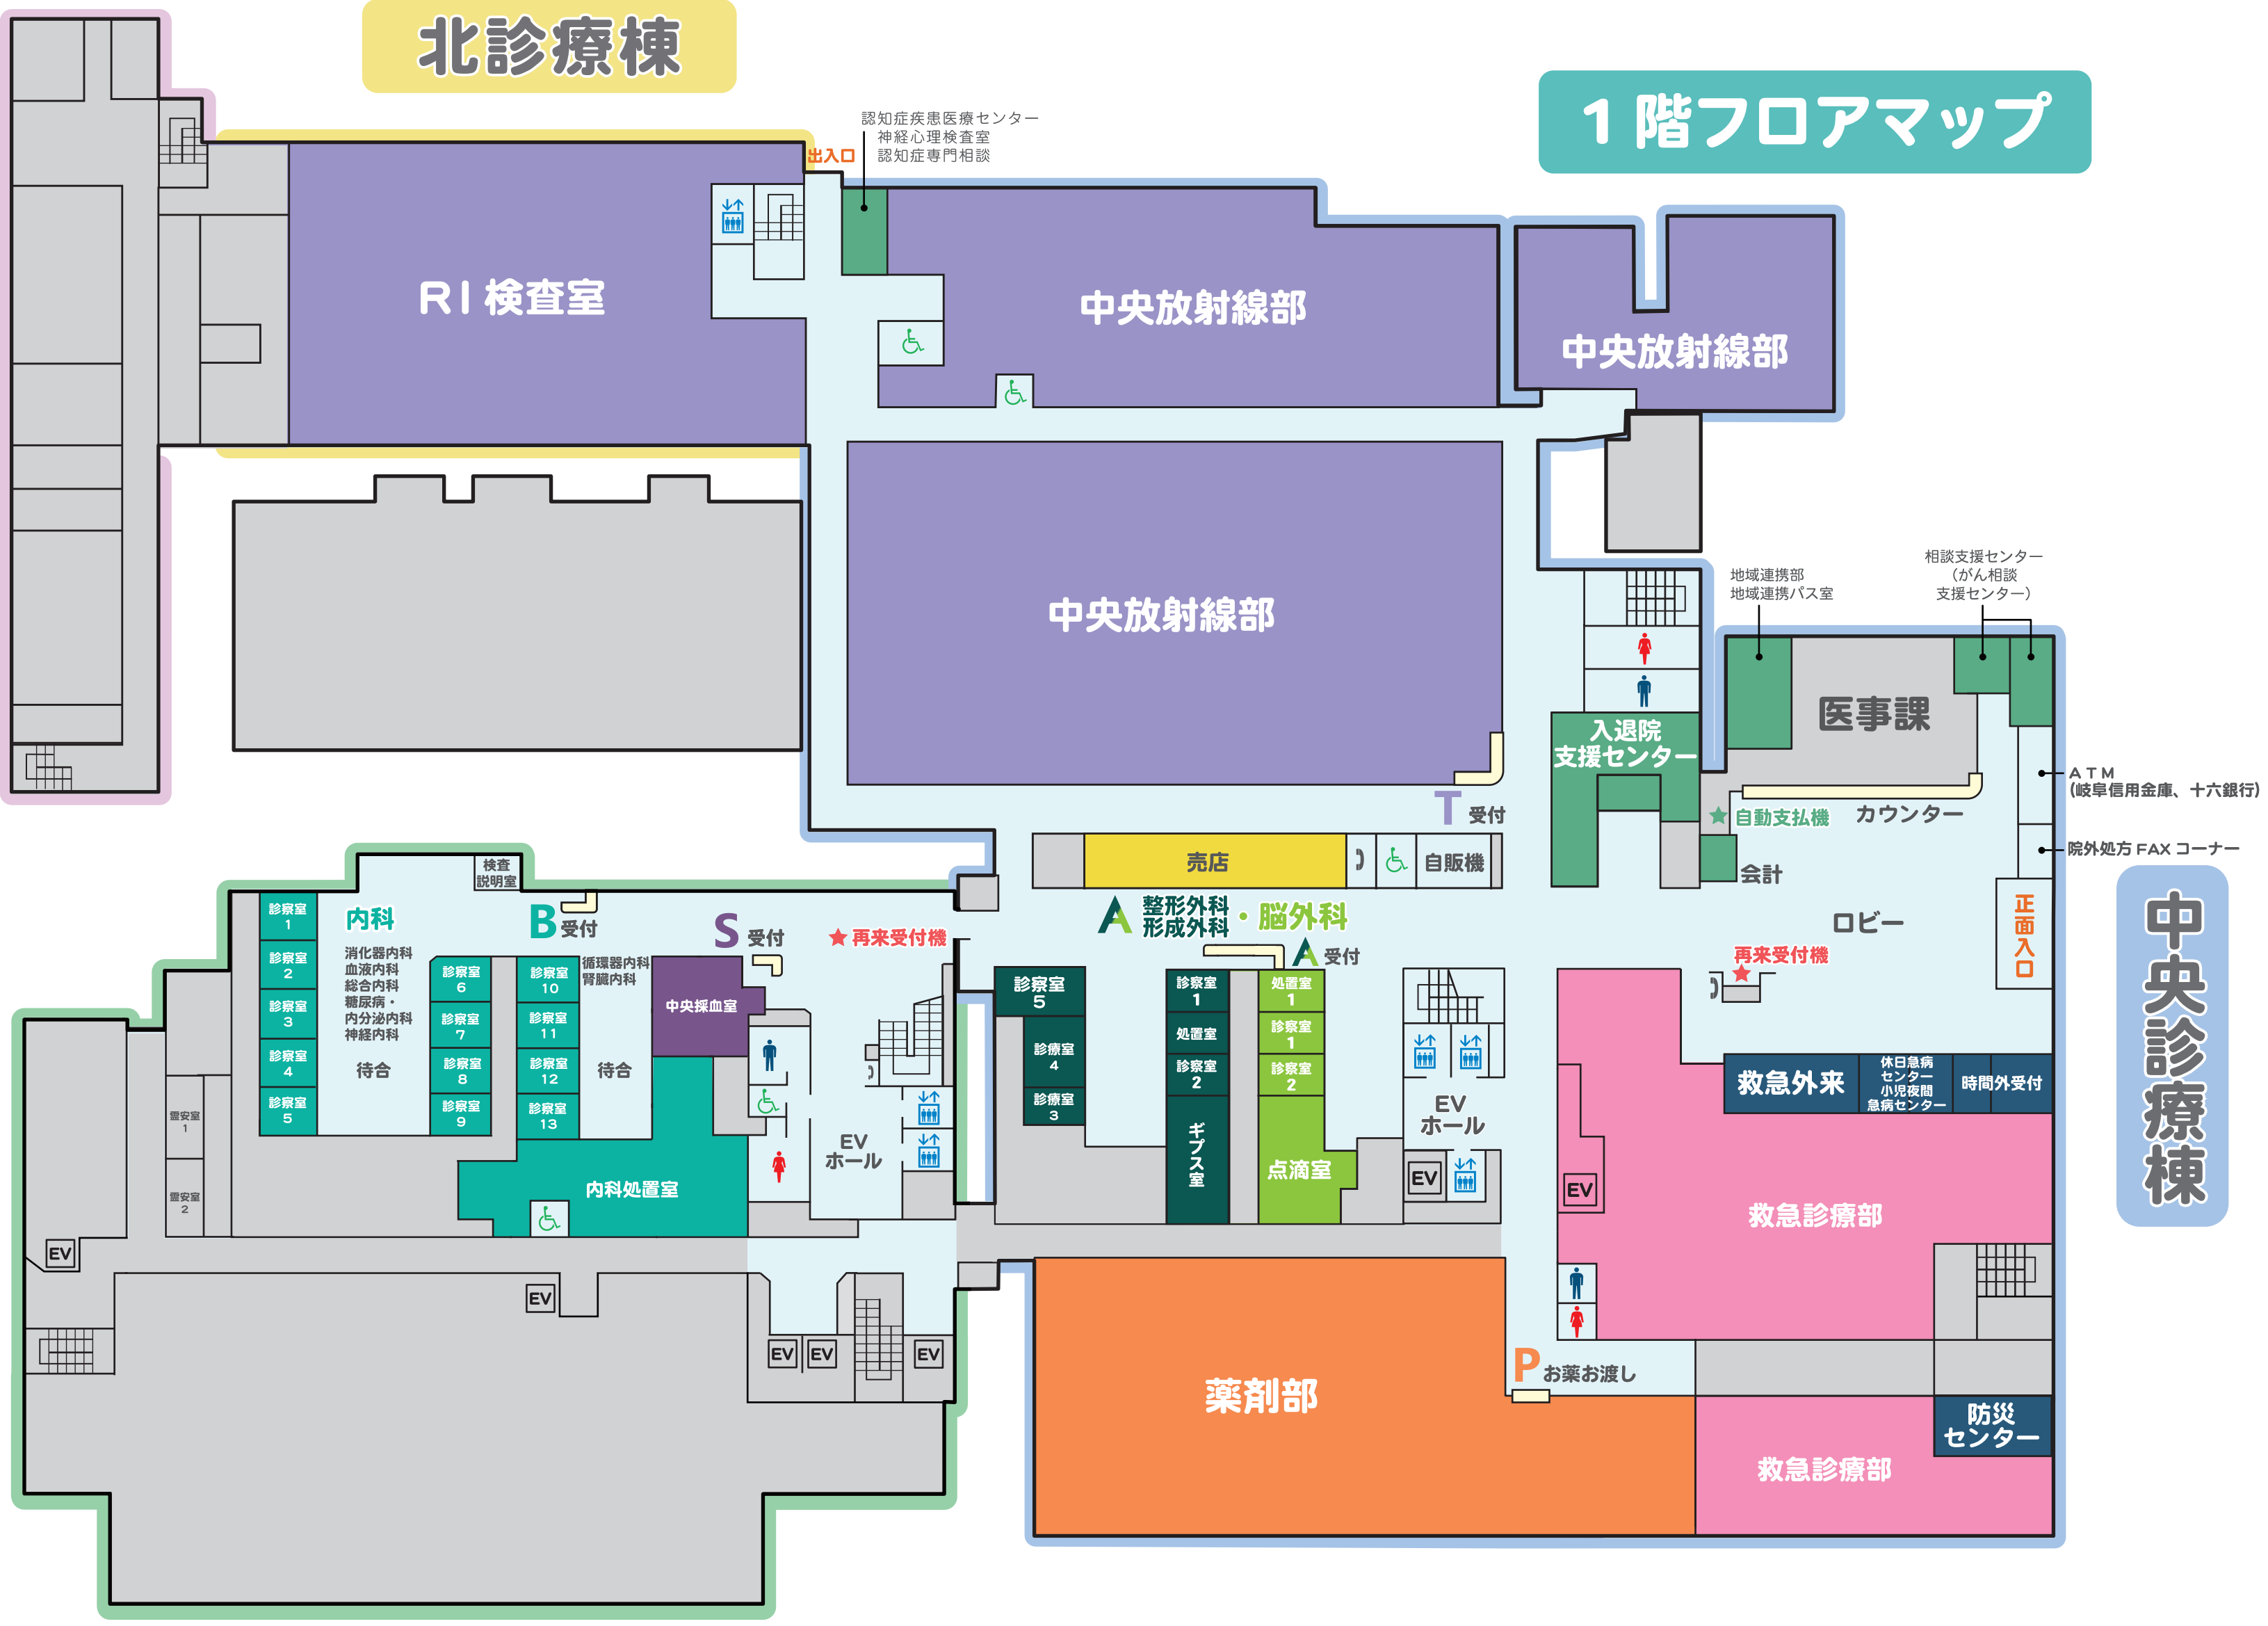 北診療棟
1階フロアマップ
認知症疾患医療センター
神経心理検査室
認知症専門相談
出入口
RI検査室
中央放射線部
中央放射線部
中央放射線部
地域連携部
地域連携パス室
相談支援センター
(がん相談
支援センター)
入退院
支援センター
医事課
ATM
(岐阜信用金庫、十六銀行)
T 受付
自動支払機
カウンター
院外処方FAXコーナー
売店
自販機
会計
検査
説明室
正面入口
ロビー
中央診療棟
内科
B 受付
S 受付
再来受付機
A 整形外科
形成外科
・脳外科
A 受付
再来受付機
診察室
1
診察室
2
診察室
3
診察室
4
診察室
5
消化器内科
血液内科
総合内科
糖尿病・
内分泌内科
神経内科
待合
診察室
6
診察室
7
診察室
8
診察室
9
診察室
10
診察室
11
診察室
12
診察室
13
循環器内科
腎臓内科
待合
中央採血室
内科処置室
霊安室
1
霊安室
2
EV
ホール
診察室
5
診療室
4
診療室
3
診察室
1
処置室
診察室
2
ギプス室
処置室
1
診察室
1
診察室
2
点滴室
EV
ホール
EV
EV
救急外来
休日急病
センター
小児夜間
急病センター
時間外受付
救急診療部
EV
EV
EV
EV
EV
P お薬お渡し
薬剤部
防災
センター
救急診療部